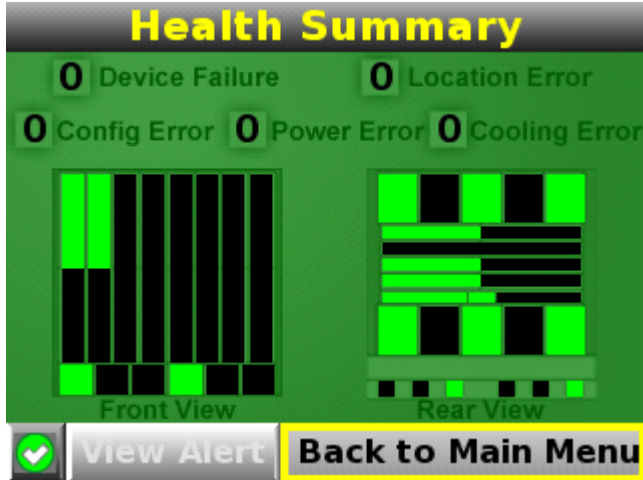 Health Summary
0 Device Failure 0 Location Error
0 Config Error 0 Power Error 0 Cooling Error
Front View Rear View
View Alert Back to Main Menu